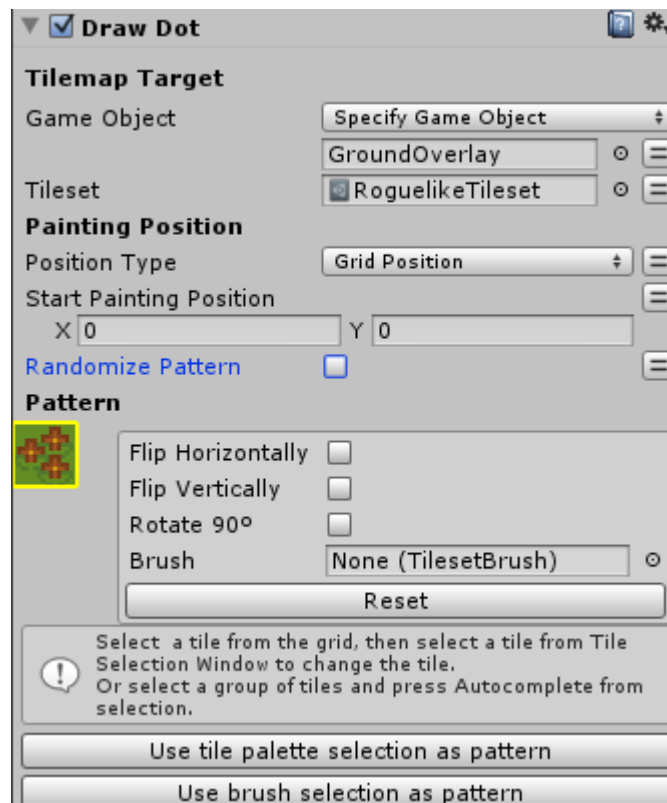 Draw Dot
Tilemap Target
Game Object Specify Game Object
GroundOverlay
Tileset RoguelikeTileset
Painting Position
Position Type Grid Position
Start Painting Position
X 0 Y 0
Randomize Pattern
Pattern
Flip Horizontally
Flip Vertically
Rotate 90º
Brush None (TilesetBrush)
Reset
Select a tile from the grid, then select a tile from Tile
Selection Window to change the tile.
Or select a group of tiles and press Autocomplete from
selection.
Use tile palette selection as pattern
Use brush selection as pattern